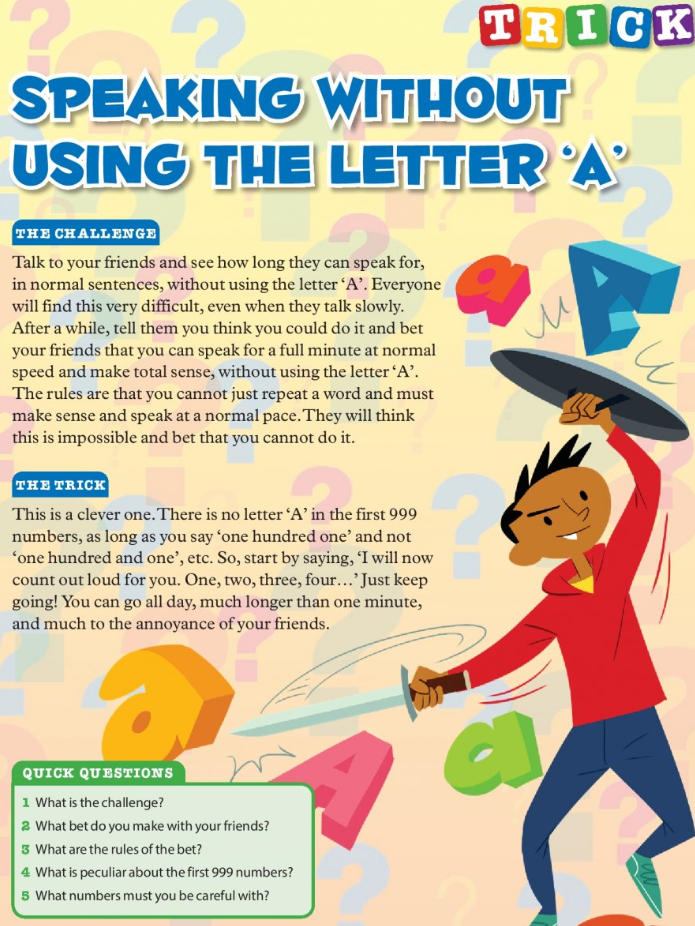 TRICK
SPEAKING WITHOUT
USING THE LETTER ‘A’
THE CHALLENGE
Talk to your friends and see how long they can speak for,
in normal sentences, without using the letter ‘A’. Everyone
will find this very difficult, even when they talk slowly.
After a while, tell them you think you could do it and bet
your friends that you can speak for a full minute at normal
speed and make total sense, without using the letter ‘A’.
The rules are that you cannot just repeat a word and must
make sense and speak at a normal pace. They will think
this is impossible and bet that you cannot do it.
THE TRICK
This is a clever one. There is no letter ‘A’ in the first 999
numbers, as long as you say ‘one hundred one’ and not
‘one hundred and one’, etc. So, start by saying, ‘I will now
count out loud for you. One, two, three, four…’ Just keep
going! You can go all day, much longer than one minute,
and much to the annoyance of your friends.
a
A
a
A
a
QUICK QUESTIONS
1 What is the challenge?
2 What bet do you make with your friends?
3 What are the rules of the bet?
4 What is peculiar about the first 999 numbers?
5 What numbers must you be careful with?